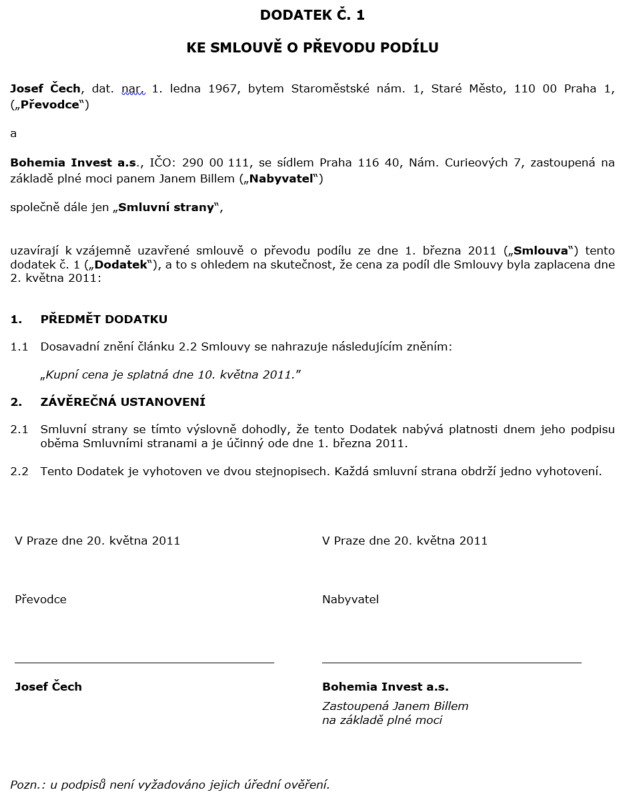 DODATEK Č. 1
KE SMLOUVĚ O PŘEVODU PODÍLU
Josef Čech, dat. nar. 1. ledna 1967, bytem Staroměstské nám. 1, Staré Město, 110 00 Praha 1,
(„Převodce“)
a
Bohemia Invest a.s., IČO: 290 00 111, se sídlem Praha 116 40, Nám. Curieových 7, zastoupená na
základě plné moci panem Janem Billem („Nabyvatel“)
společně dále jen „Smluvní strany“,
uzavírají k vzájemně uzavřené smlouvě o převodu podílu ze dne 1. března 2011 („Smlouva“) tento
dodatek č. 1 („Dodatek“), a to s ohledem na skutečnost, že cena za podíl dle Smlouvy byla zaplacena dne
2. května 2011:
1. PŘEDMĚT DODATKU
1.1 Dosavadní znění článku 2.2 Smlouvy se nahrazuje následujícím zněním:
„Kupní cena je splatná dne 10. května 2011.”
2. ZÁVĚREČNÁ USTANOVENÍ
2.1 Smluvní strany se tímto výslovně dohodly, že tento Dodatek nabývá platnosti dnem jeho podpisu
oběma Smluvními stranami a je účinný ode dne 1. března 2011.
2.2 Tento Dodatek je vyhotoven ve dvou stejnopisech. Každá smluvní strana obdrží jedno vyhotovení.
V Praze dne 20. května 2011 V Praze dne 20. května 2011
Převodce Nabyvatel
Josef Čech Bohemia Invest a.s.
Zastoupená Janem Billem
na základě plné moci
Pozn.: u podpisů není vyžadováno jejich úřední ověření.